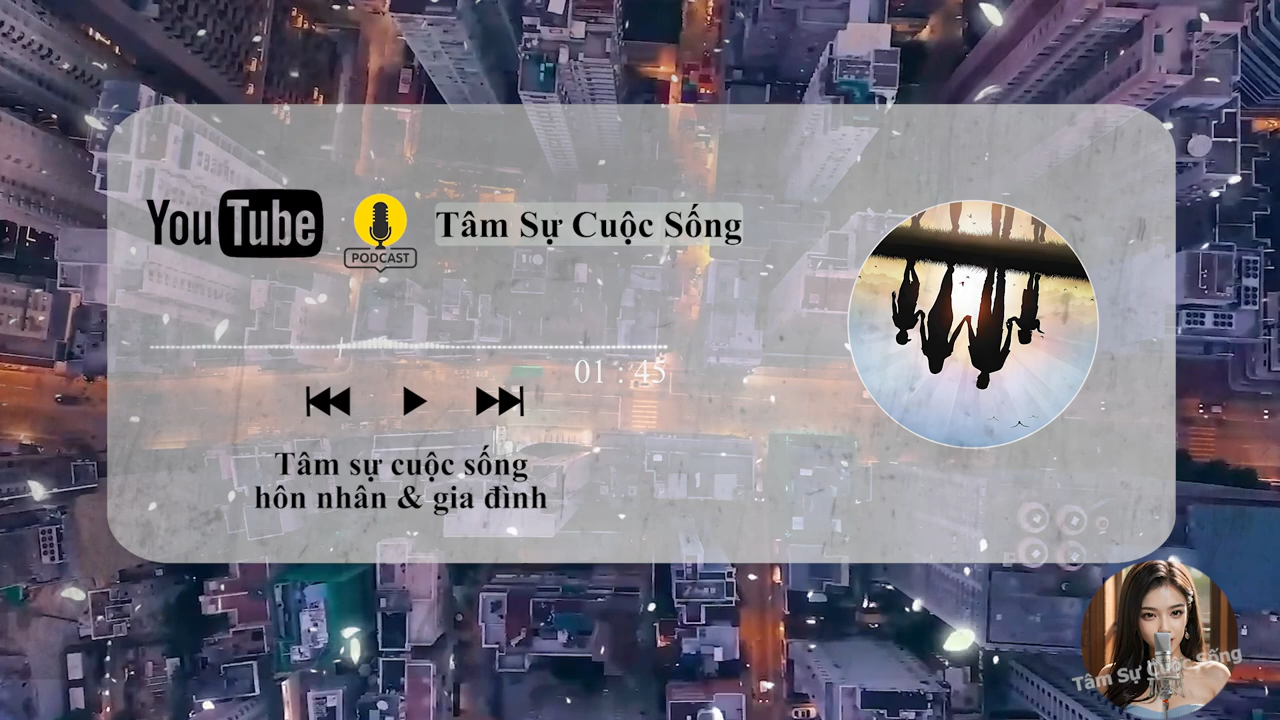 YouTube
PODCAST
Tâm Sự Cuộc Sống
01 : 45
Tâm sự cuộc sống
hôn nhân & gia đình
Tâm Sự Cuộc Sống